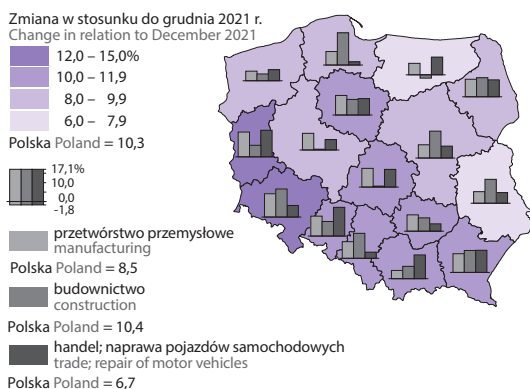 Zmiana w stosunku do grudnia 2021 r.
Change in relation to December 2021
12,0 – 15,0%
10,0 – 11,9
8,0 – 9,9
6,0 – 7,9
Polska Poland = 10,3
17,1%
10,0
0,0
-1,8
przetwórstwo przemysłowe
manufacturing
Polska Poland = 8,5
budownictwo
construction
Polska Poland = 10,4
handel; naprawa pojazdów samochodowych
trade; repair of motor vehicles
Polska Poland = 6,7